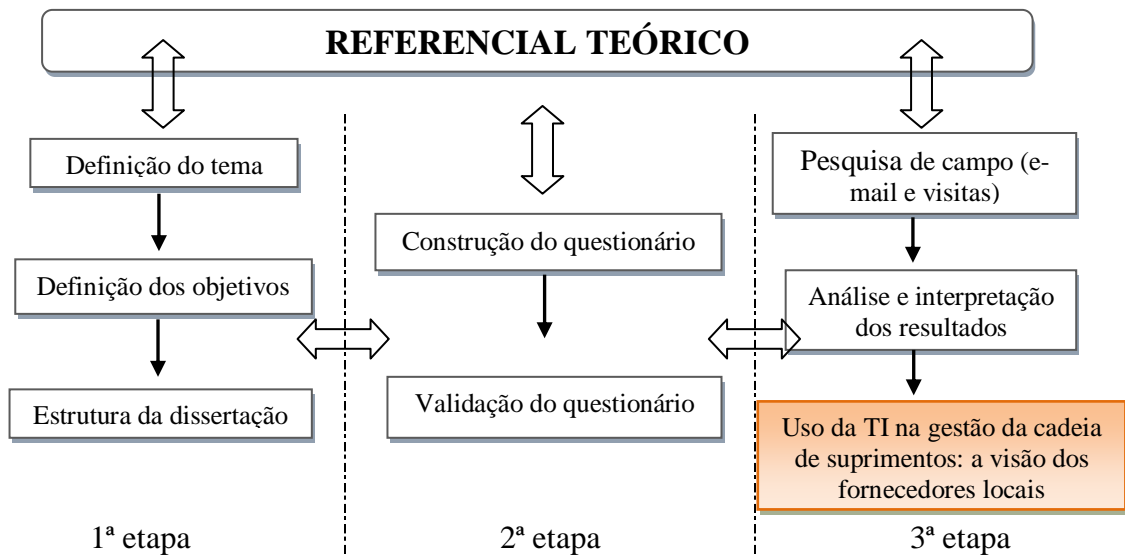 REFERENCIAL TEÓRICO
Definição do tema
Definição dos objetivos
Estrutura da dissertação
1ª etapa
Construção do questionário
Validação do questionário
2ª etapa
Pesquisa de campo (e-
mail e visitas)
Análise e interpretação
dos resultados
Uso da TI na gestão da cadeia
de suprimentos: a visão dos
fornecedores locais
3ª etapa